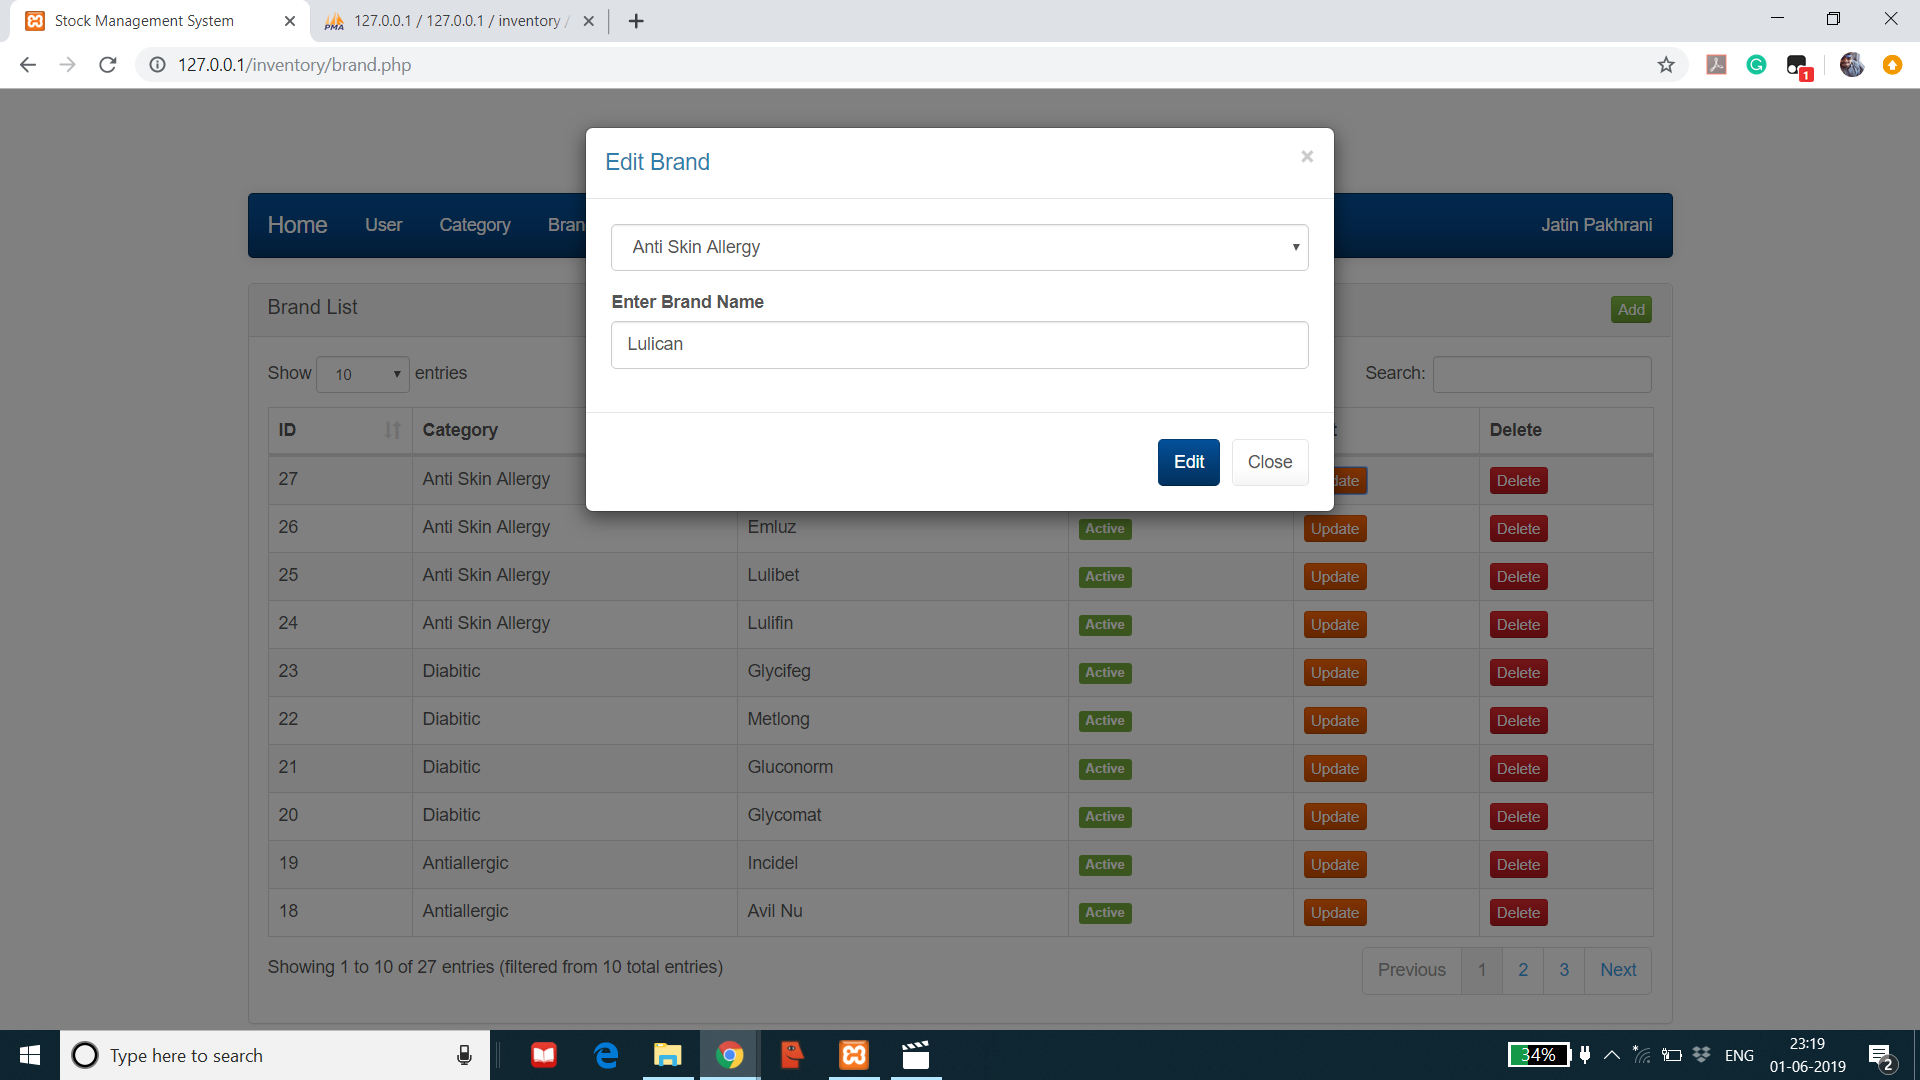 Stock Management System
127.0.0.1 / 127.0.0.1 / inventory /
127.0.0.1/inventory/brand.php
1
Edit Brand
×
Home User Category Bran
Jatin Pakhrani
Anti Skin Allergy
Enter Brand Name
Lulican
Edit Close
Brand List
Add
Show 10 entries
Search:
ID Category Delete
27 Anti Skin Allergy date Delete
26 Anti Skin Allergy Emluz Active Update Delete
25 Anti Skin Allergy Lulibet Active Update Delete
24 Anti Skin Allergy Lulifin Active Update Delete
23 Diabitic Glycifeg Active Update Delete
22 Diabitic Metlong Active Update Delete
21 Diabitic Gluconorm Active Update Delete
20 Diabitic Glycomat Active Update Delete
19 Antiallergic Incidel Active Update Delete
18 Antiallergic Avil Nu Active Update Delete
Showing 1 to 10 of 27 entries (filtered from 10 total entries)
Previous 1 2 3 Next
Type here to search
34%
ENG
23:19
01-06-2019
2